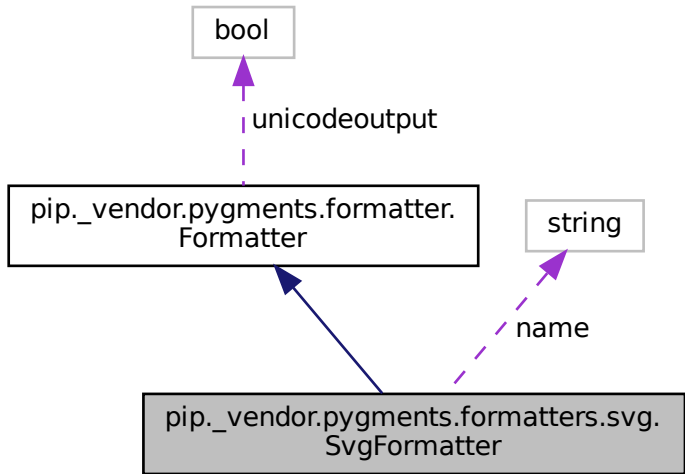 bool
unicodeoutput
pip._vendor.pygments.formatter.
Formatter
string
name
pip._vendor.pygments.formatters.svg.
SvgFormatter